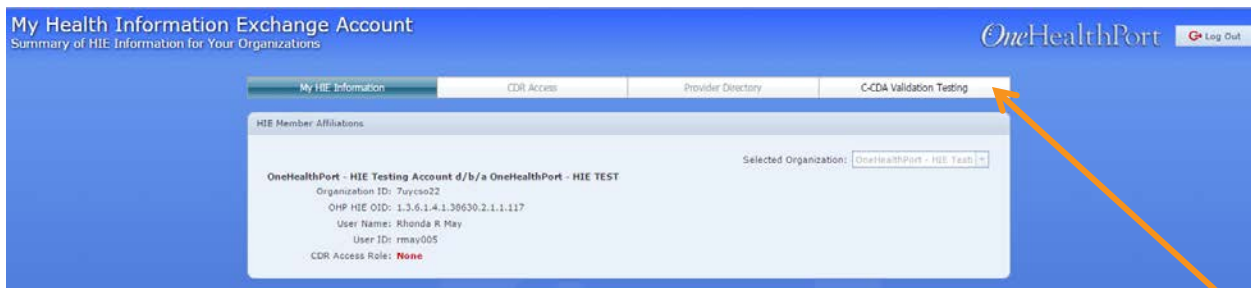 My Health Information Exchange Account
Summary of HIE Information for Your Organizations
OneHealthPort
Log Out
My HIE Information
CDR Access
Provider Directory
C-CDA Validation Testing
HIE Member Affiliations
Selected Organization: OneHealthPort - HIE Testi
OneHealthPort - HIE Testing Account d/b/a OneHealthPort - HIE TEST
Organization ID: 7uycso22
OHP HIE OID: 1.3.6.1.4.1.38630.2.1.1.117
User Name: Rhonda R May
User ID: rmay005
CDR Access Role: None